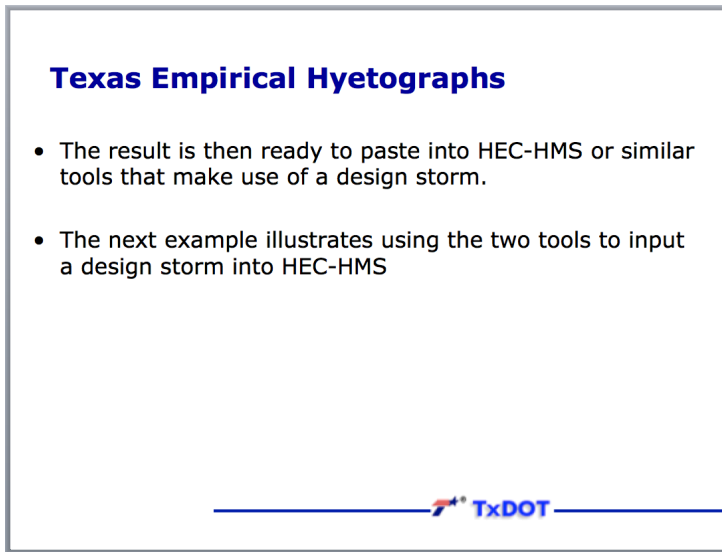 Texas Empirical Hyetographs
• The result is then ready to paste into HEC-HMS or similar
tools that make use of a design storm.
• The next example illustrates using the two tools to input
a design storm into HEC-HMS
TxDOT